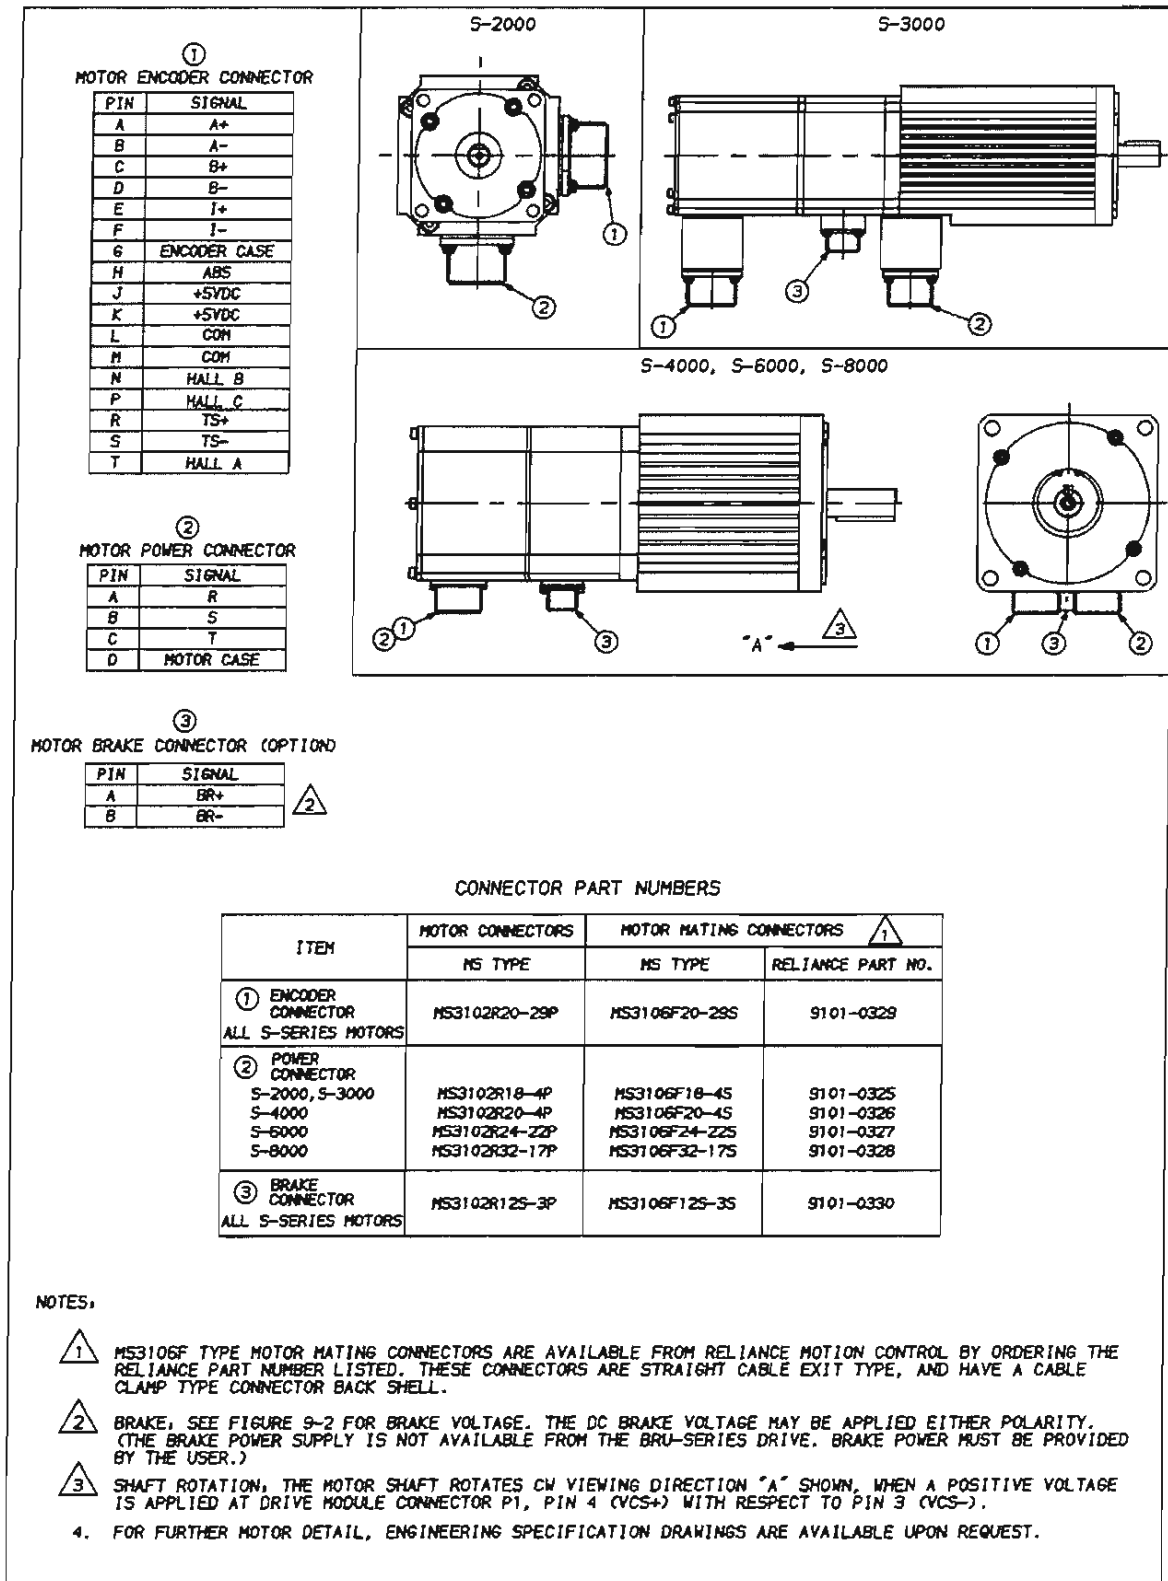 ①
MOTOR ENCODER CONNECTOR
PIN SIGNAL
A A+
B A-
C B+
D B-
E I+
F I-
G ENCODER CASE
H ABS
J +5VDC
K +5VDC
L COM
M COM
N HALL B
P HALL C
R TS+
S TS-
T HALL A
②
MOTOR POWER CONNECTOR
PIN SIGNAL
A R
B S
C T
D MOTOR CASE
③
MOTOR BRAKE CONNECTOR (OPTION)
PIN SIGNAL
A BR+
B BR-
2
S-2000
①
②
S-3000
①
③
②
S-4000, S-6000, S-8000
② ①
③
"A"
3
①
③
②
CONNECTOR PART NUMBERS
ITEM MOTOR CONNECTORS MOTOR MATING CONNECTORS 1
MS TYPE MS TYPE RELIANCE PART NO.
① ENCODER
CONNECTOR MS3102R20-29P MS3106F20-29S 9101-0329
ALL S-SERIES MOTORS
② POWER
CONNECTOR
S-2000,S-3000 MS3102R18-4P MS3106F18-4S 9101-0325
S-4000 MS3102R20-4P MS3106F20-4S 9101-0326
S-6000 MS3102R24-22P MS3106F24-22S 9101-0327
S-8000 MS3102R32-17P MS3106F32-17S 9101-0328
③ BRAKE
CONNECTOR MS3102R12S-3P MS3106F12S-3S 9101-0330
ALL S-SERIES MOTORS
NOTES:
1 MS3106F TYPE MOTOR MATING CONNECTORS ARE AVAILABLE FROM RELIANCE MOTION CONTROL BY ORDERING THE
RELIANCE PART NUMBER LISTED. THESE CONNECTORS ARE STRAIGHT CABLE EXIT TYPE, AND HAVE A CABLE
CLAMP TYPE CONNECTOR BACK SHELL.
2 BRAKE: SEE FIGURE 9-2 FOR BRAKE VOLTAGE. THE DC BRAKE VOLTAGE MAY BE APPLIED EITHER POLARITY.
(THE BRAKE POWER SUPPLY IS NOT AVAILABLE FROM THE BRU-SERIES DRIVE. BRAKE POWER MUST BE PROVIDED
BY THE USER.)
3 SHAFT ROTATION: THE MOTOR SHAFT ROTATES CW VIEWING DIRECTION "A" SHOWN, WHEN A POSITIVE VOLTAGE
IS APPLIED AT DRIVE MODULE CONNECTOR P1, PIN 4 (VCS+) WITH RESPECT TO PIN 3 (VCS-).
4. FOR FURTHER MOTOR DETAIL, ENGINEERING SPECIFICATION DRAWINGS ARE AVAILABLE UPON REQUEST.